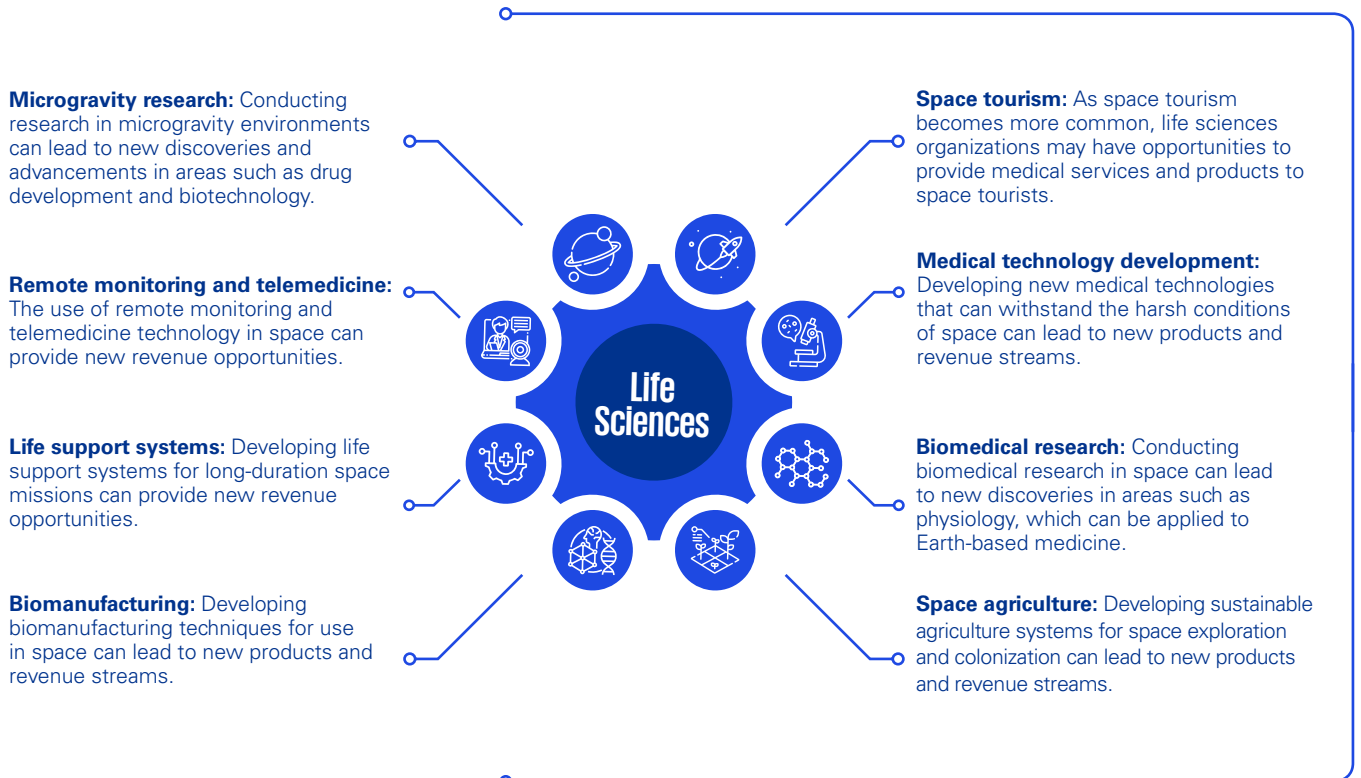 Microgravity research: Conducting
research in microgravity environments
can lead to new discoveries and
advancements in areas such as drug
development and biotechnology.
Remote monitoring and telemedicine:
The use of remote monitoring and
telemedicine technology in space can
provide new revenue opportunities.
Life support systems: Developing life
support systems for long-duration space
missions can provide new revenue
opportunities.
Biomanufacturing: Developing
biomanufacturing techniques for use
in space can lead to new products and
revenue streams.
Life
Sciences
Space tourism: As space tourism
becomes more common, life sciences
organizations may have opportunities to
provide medical services and products to
space tourists.
Medical technology development:
Developing new medical technologies
that can withstand the harsh conditions
of space can lead to new products and
revenue streams.
Biomedical research: Conducting
biomedical research in space can lead
to new discoveries in areas such as
physiology, which can be applied to
Earth-based medicine.
Space agriculture: Developing sustainable
agriculture systems for space exploration
and colonization can lead to new products
and revenue streams.